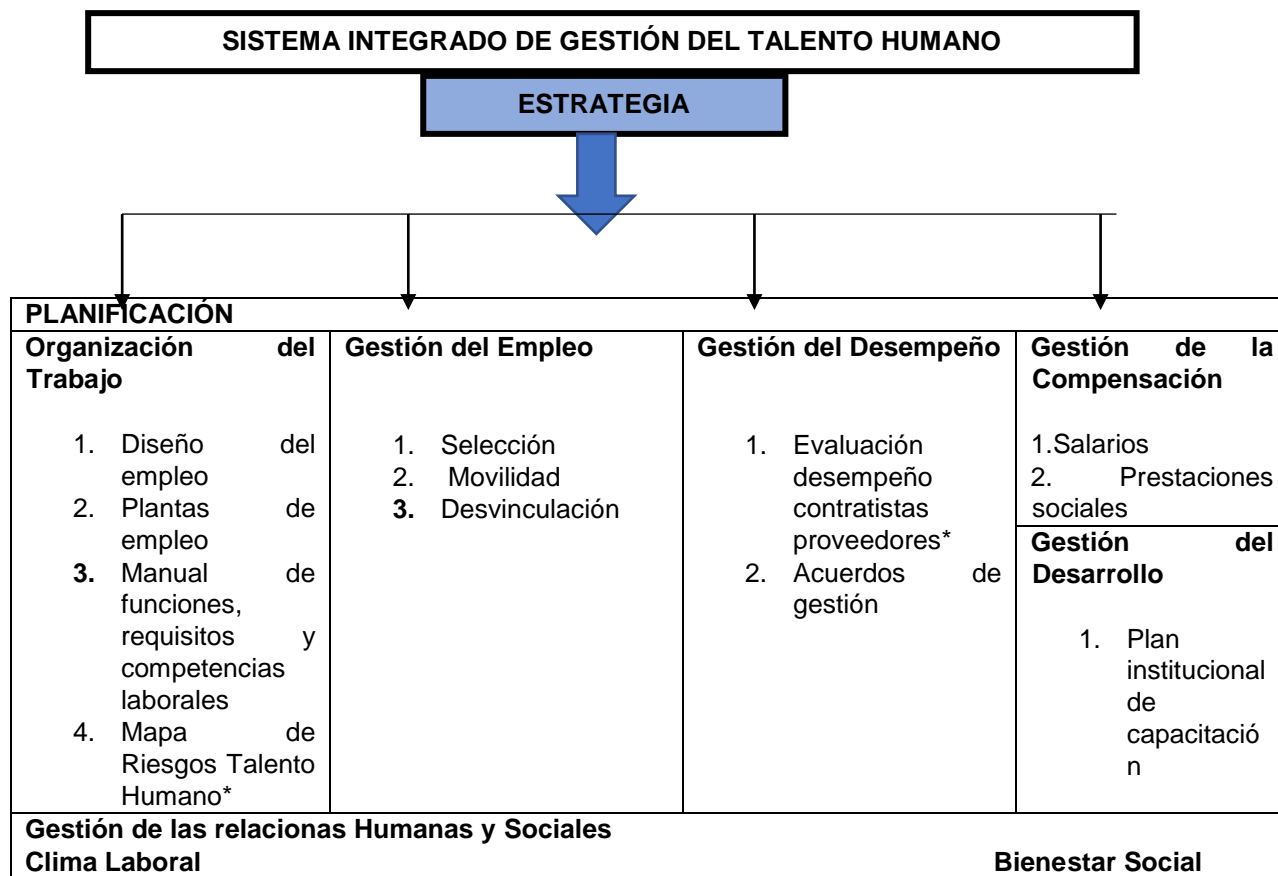 SISTEMA INTEGRADO DE GESTIÓN DEL TALENTO HUMANO
ESTRATEGIA
PLANIFICACIÓN
Organización del
Trabajo
1. Diseño del
empleo
2. Plantas de
empleo
3. Manual de
funciones,
requisitos y
competencias
laborales
4. Mapa de
Riesgos Talento
Humano*
Gestión del Empleo
1. Selección
2. Movilidad
3. Desvinculación
Gestión del Desempeño
1. Evaluación
desempeño
contratistas
proveedores*
2. Acuerdos de
gestión
Gestión de la
Compensación
1.Salarios
2. Prestaciones
sociales
Gestión del
Desarrollo
1. Plan
institucional
de
capacitació
n
Gestión de las relacionas Humanas y Sociales
Clima Laboral Bienestar Social